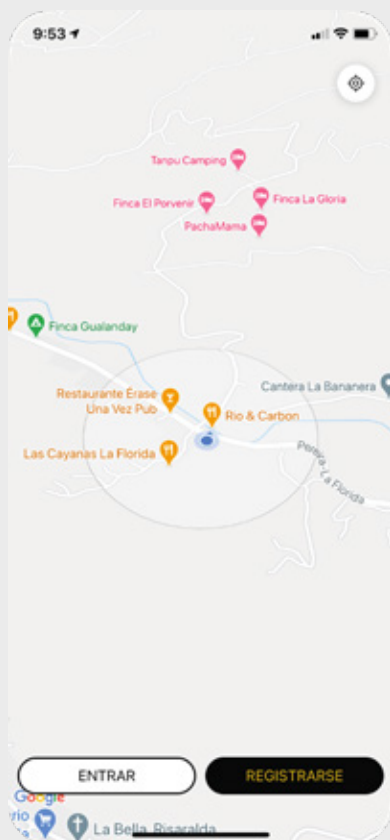 9:53
Tanpu Camping
Finca El Porvenir
Finca La Gloria
PachaMama
Finca Gualanday
Restaurante Érase
Una Vez Pub
Cantera La Bananera
Rio & Carbon
Las Cayanas La Florida
Pereira-La Florida
ENTRAR
REGISTRARSE
Google
rio
La Bella, Risaralda